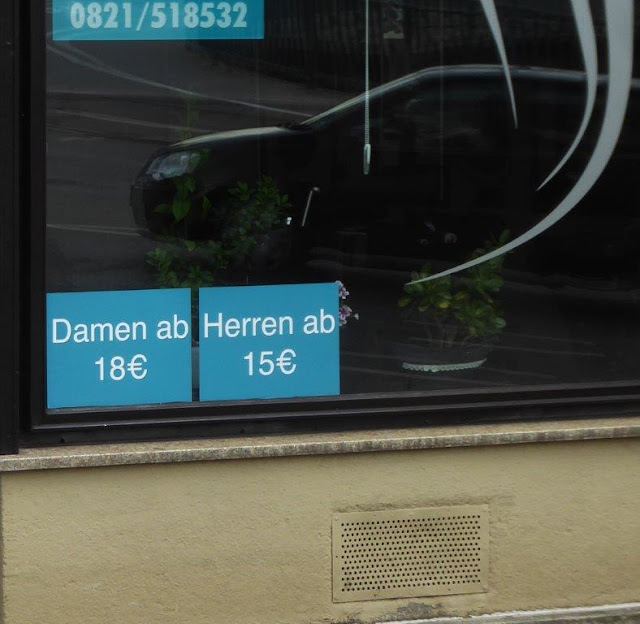 0821/518532
Damen ab
18€
Herren ab
15€